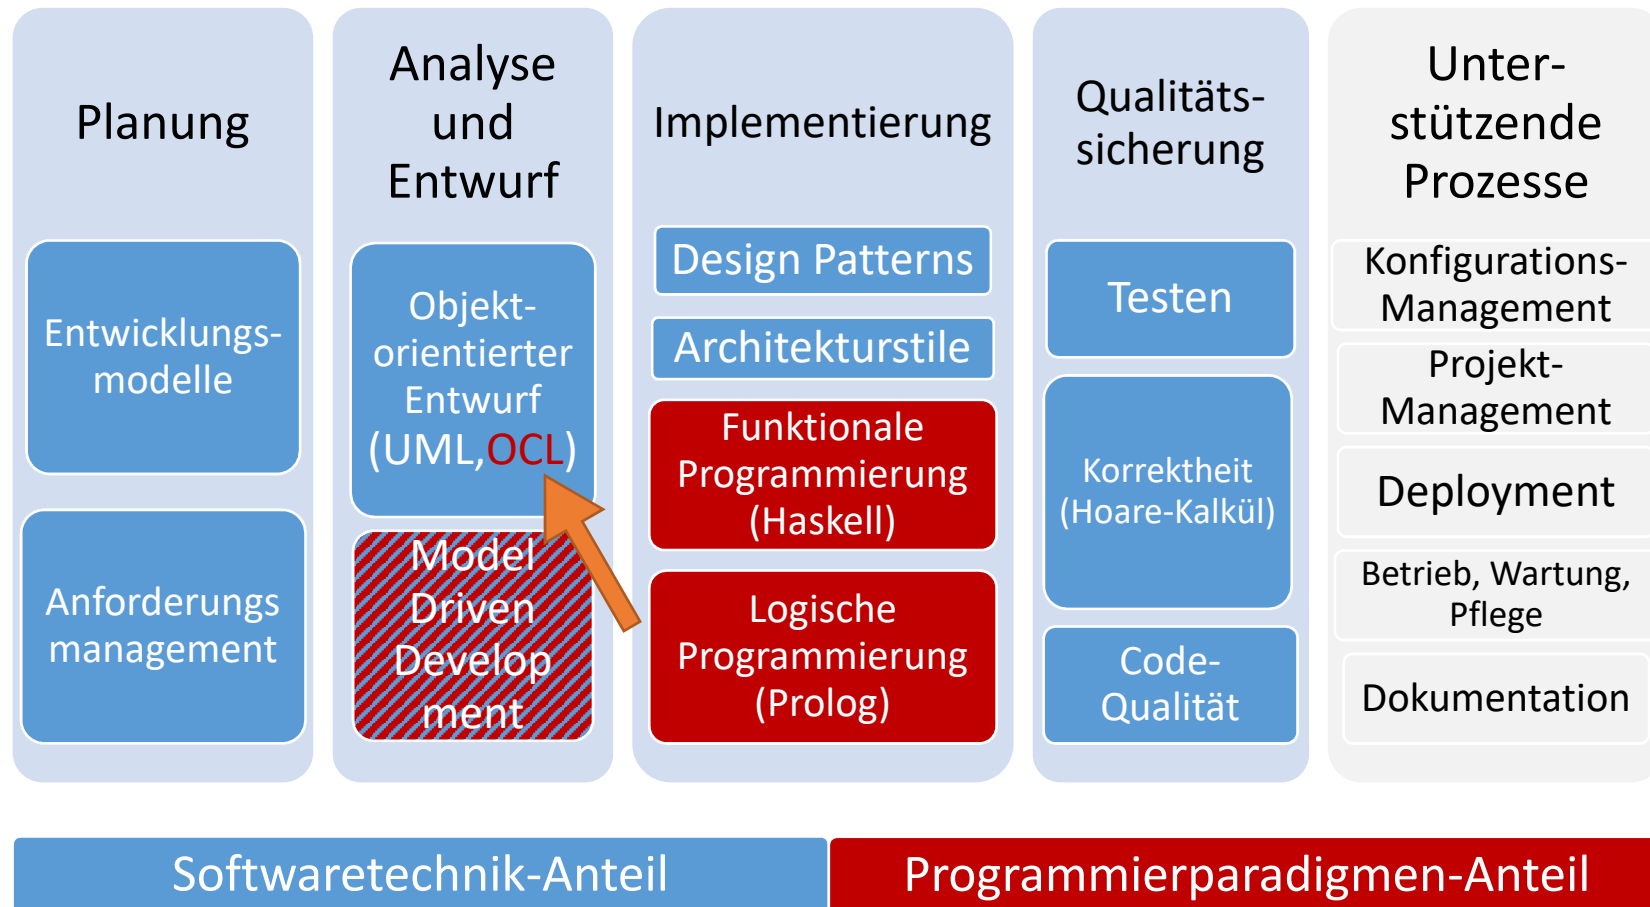 Planung
Entwicklungs-
modelle
Anforderungs
management
Analyse
und
Entwurf
Objekt-
orientierter
Entwurf
(UML,OCL)
Model
Driven
Develop
ment
Implementierung
Design Patterns
Architekturstile
Funktionale
Programmierung
(Haskell)
Logische
Programmierung
(Prolog)
Qualitäts-
sicherung
Testen
Korrektheit
(Hoare-Kalkül)
Code-
Qualität
Unter-
stützende
Prozesse
Konfigurations-
Management
Projekt-
Management
Deployment
Betrieb, Wartung,
Pflege
Dokumentation
Softwaretechnik-Anteil
Programmierparadigmen-Anteil